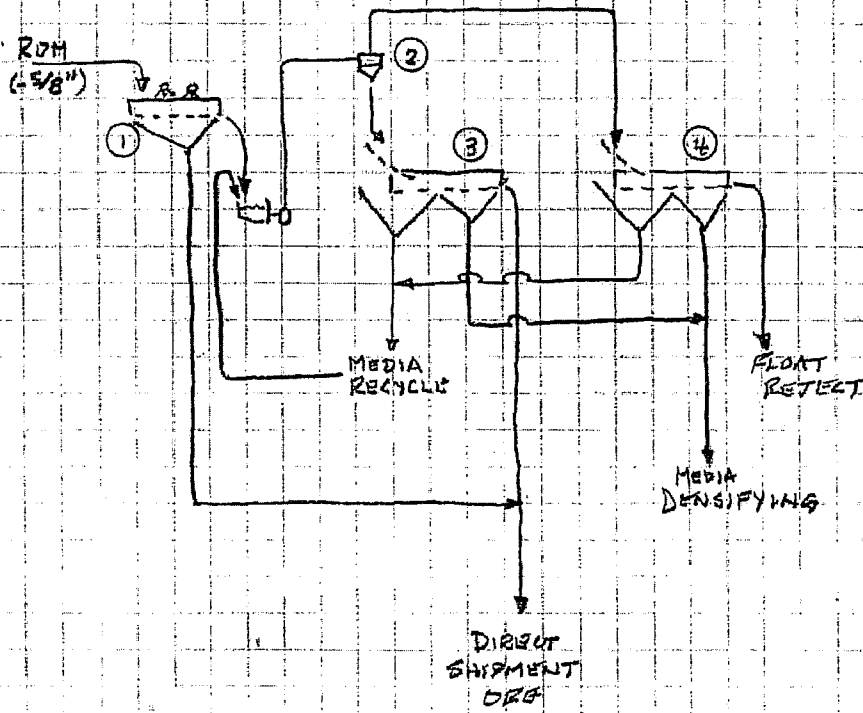 ROM
(-5/8")
1
2
3
4
MEDIA
RECYCLE
FLOAT
REJECT
MEDIA
DENSIFYING
DIRECT
SHIPMENT
ORE